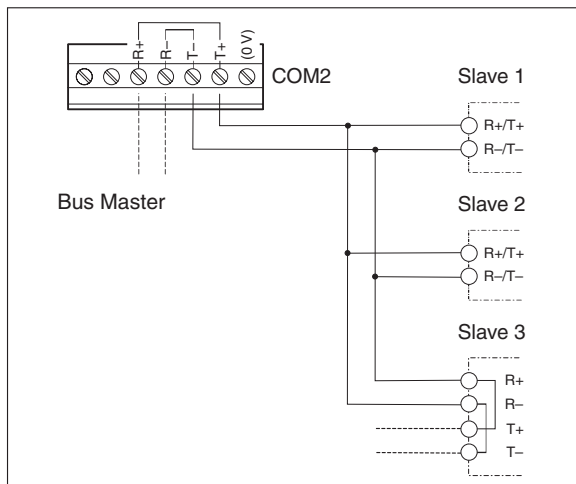 R+
R–
T–
T+
(0 V)
COM2
Bus Master
Slave 1
R+/T+
R–/T–
Slave 2
R+/T+
R–/T–
Slave 3
R+
R–
T+
T–